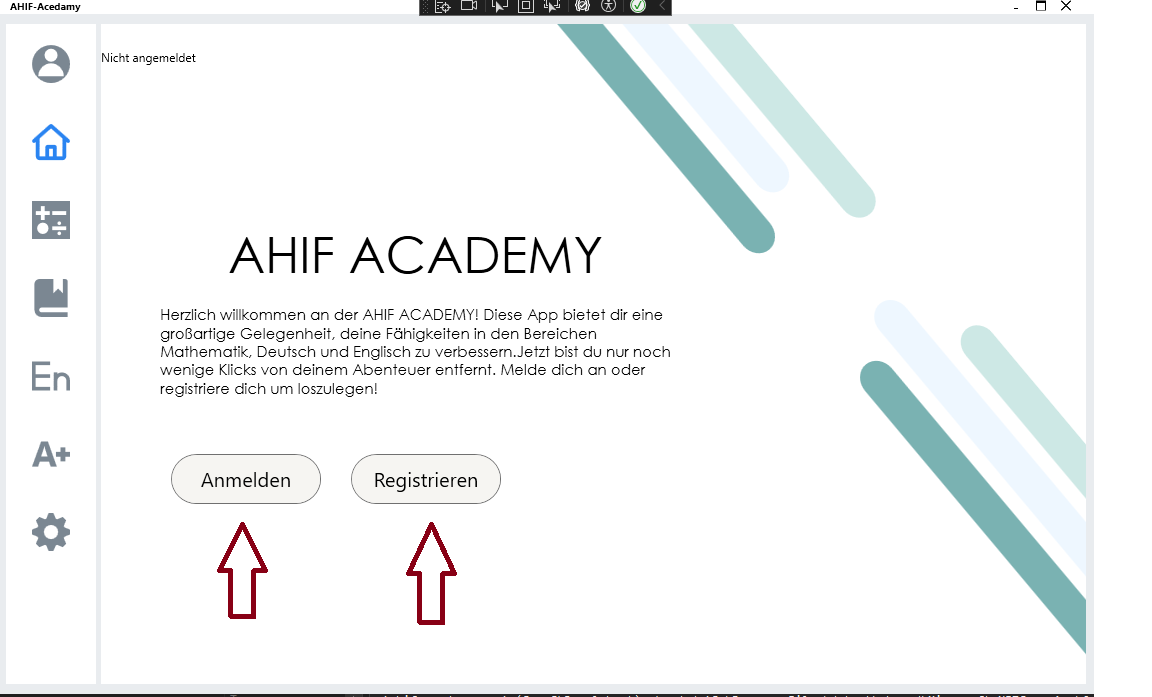 AHIF-Acedamy
Nicht angemeldet
AHIF ACADEMY
Herzlich willkommen an der AHIF ACADEMY! Diese App bietet dir eine
großartige Gelegenheit, deine Fähigkeiten in den Bereichen
Mathematik, Deutsch und Englisch zu verbessern.Jetzt bist du nur noch
wenige Klicks von deinem Abenteuer entfernt. Melde dich an oder
registriere dich um loszulegen!
En
A+
Anmelden
Registrieren